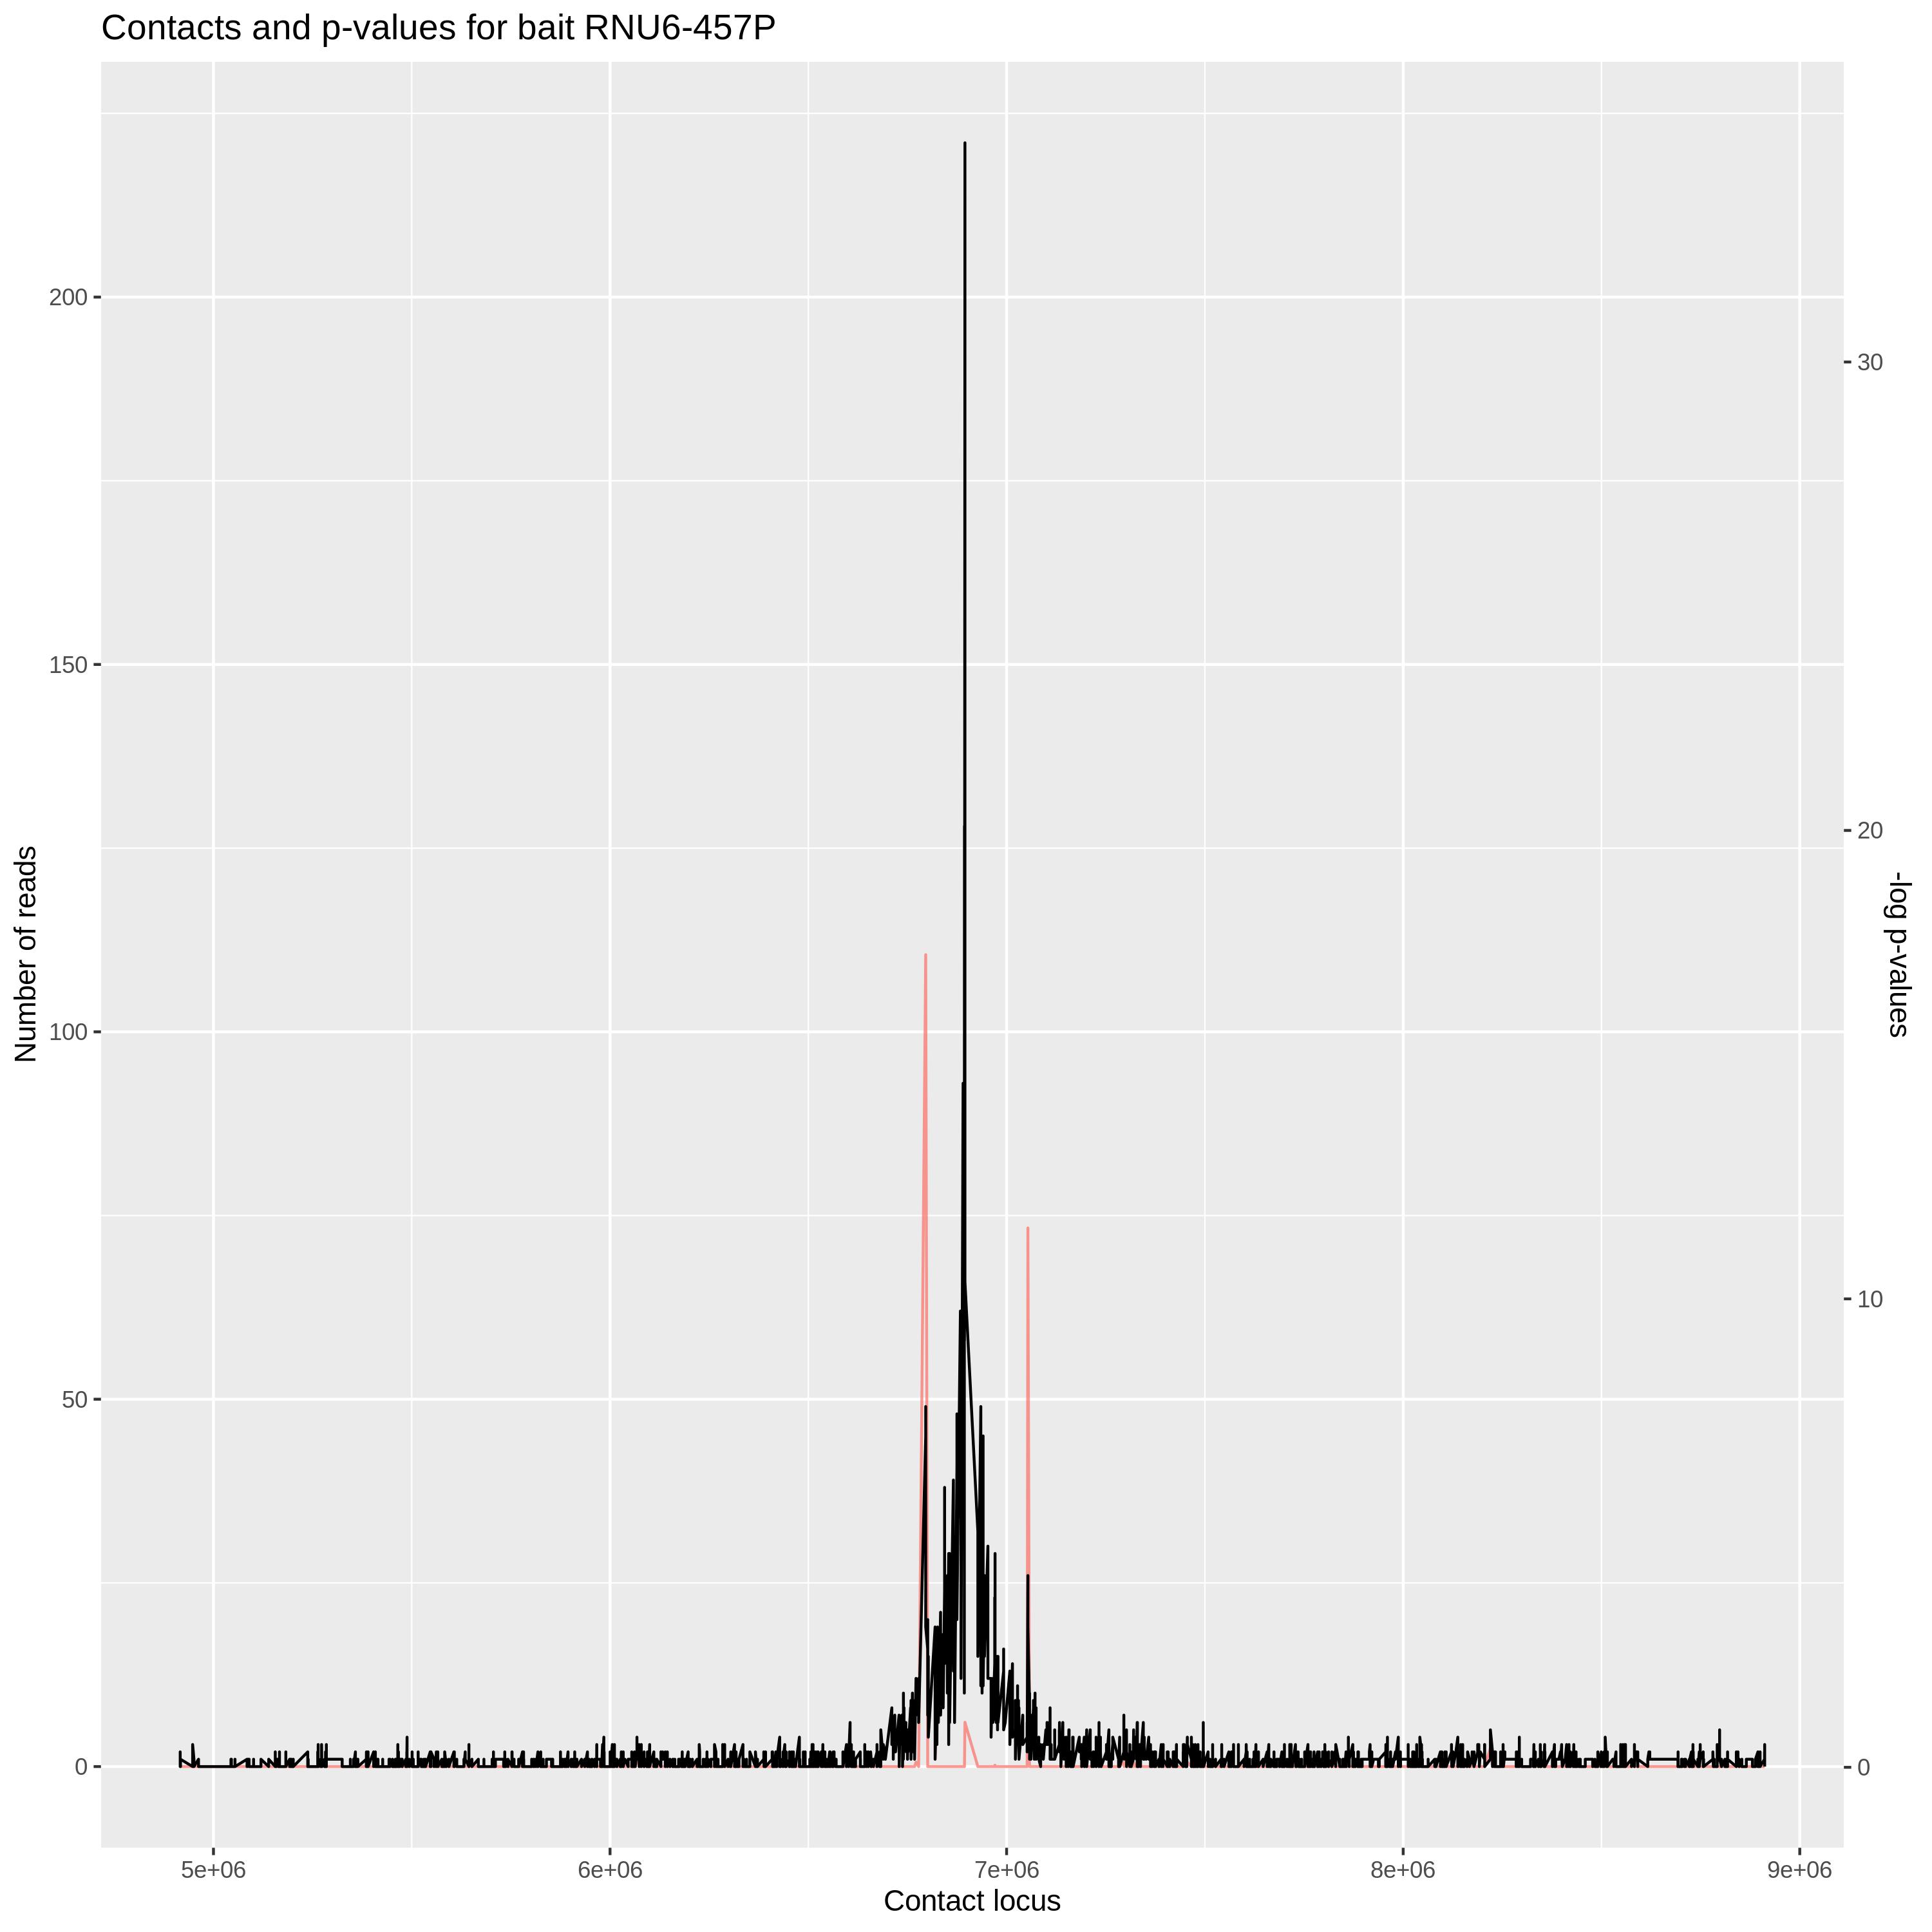 Contacts and p-values for bait RNU6-457P
200
150
100
50
0
Number of reads
30
20
10
0
-log p-values
5e+06 6e+06 7e+06 8e+06 9e+06
Contact locus